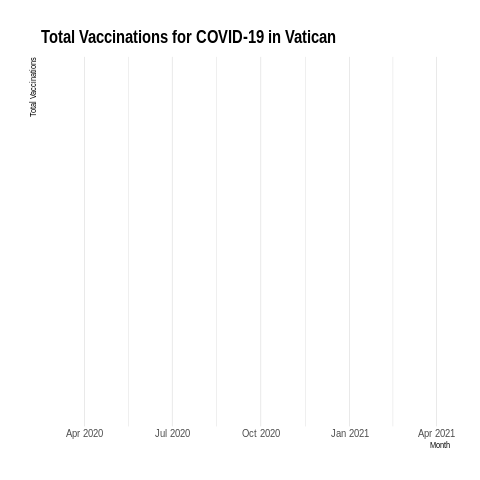 Total Vaccinations for COVID-19 in Vatican
Total Vaccinations
Apr 2020 Jul 2020 Oct 2020 Jan 2021 Apr 2021
Month